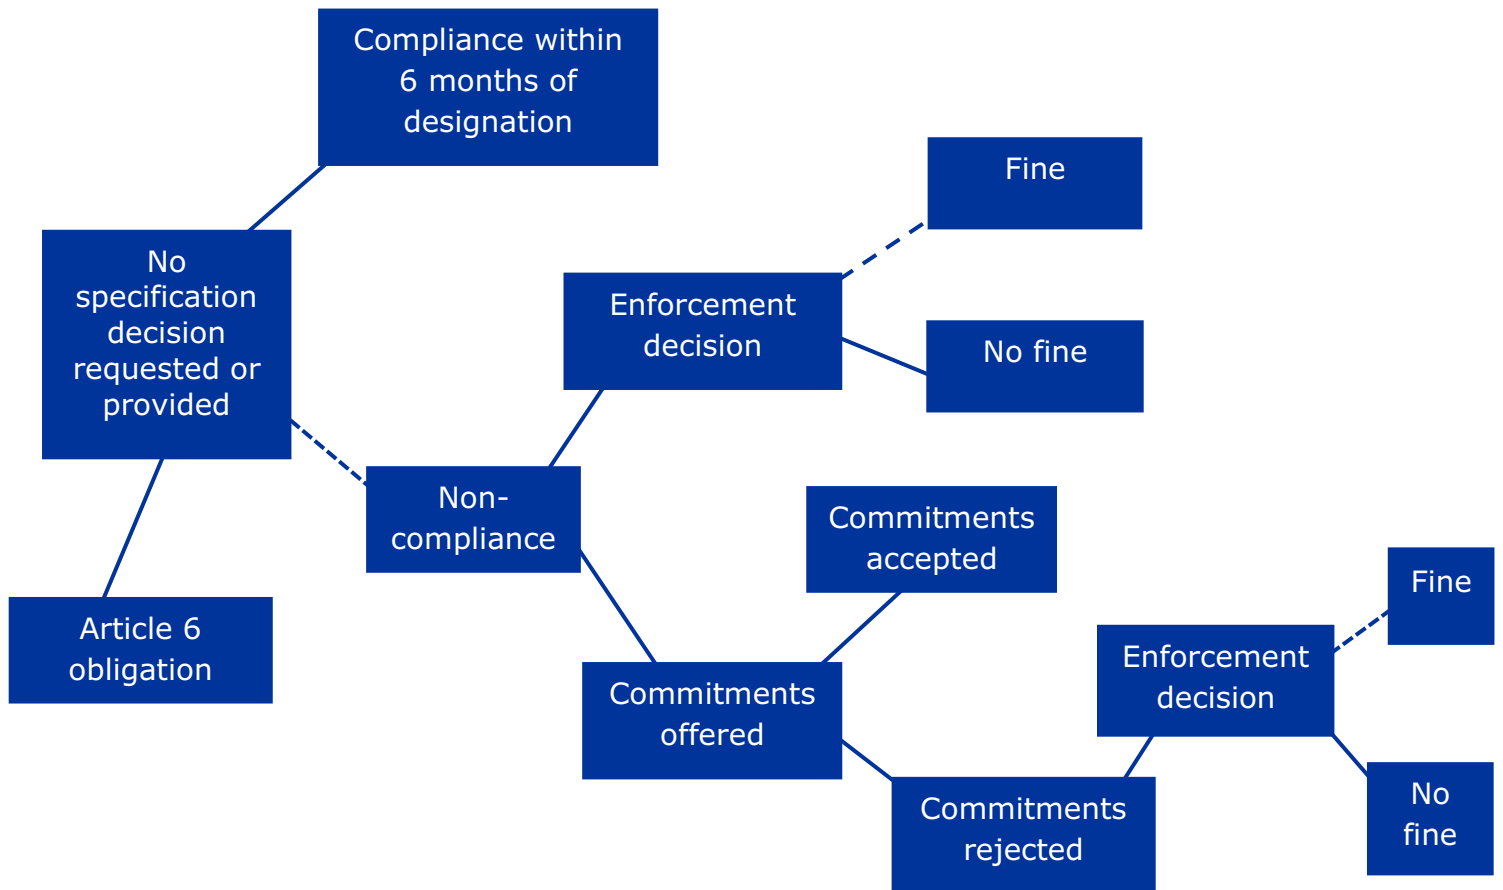 Compliance within
6 months of
designation
Fine
No
specification
decision
requested or
provided
Enforcement
decision
No fine
Non-
compliance
Commitments
accepted
Fine
Article 6
obligation
Enforcement
decision
Commitments
offered
Commitments
rejected
No
fine